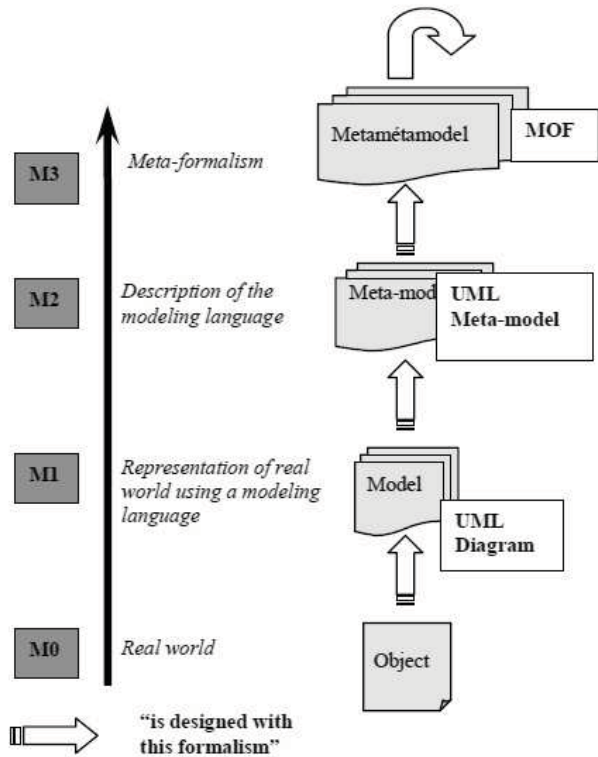 Metamétamodel
MOF
M3
Meta-formalism
M2
Description of the
modeling language
Meta-mod
UML
Meta-model
M1
Representation of real
world using a modeling
language
Model
UML
Diagram
M0
Real world
Object
“is designed with
this formalism”